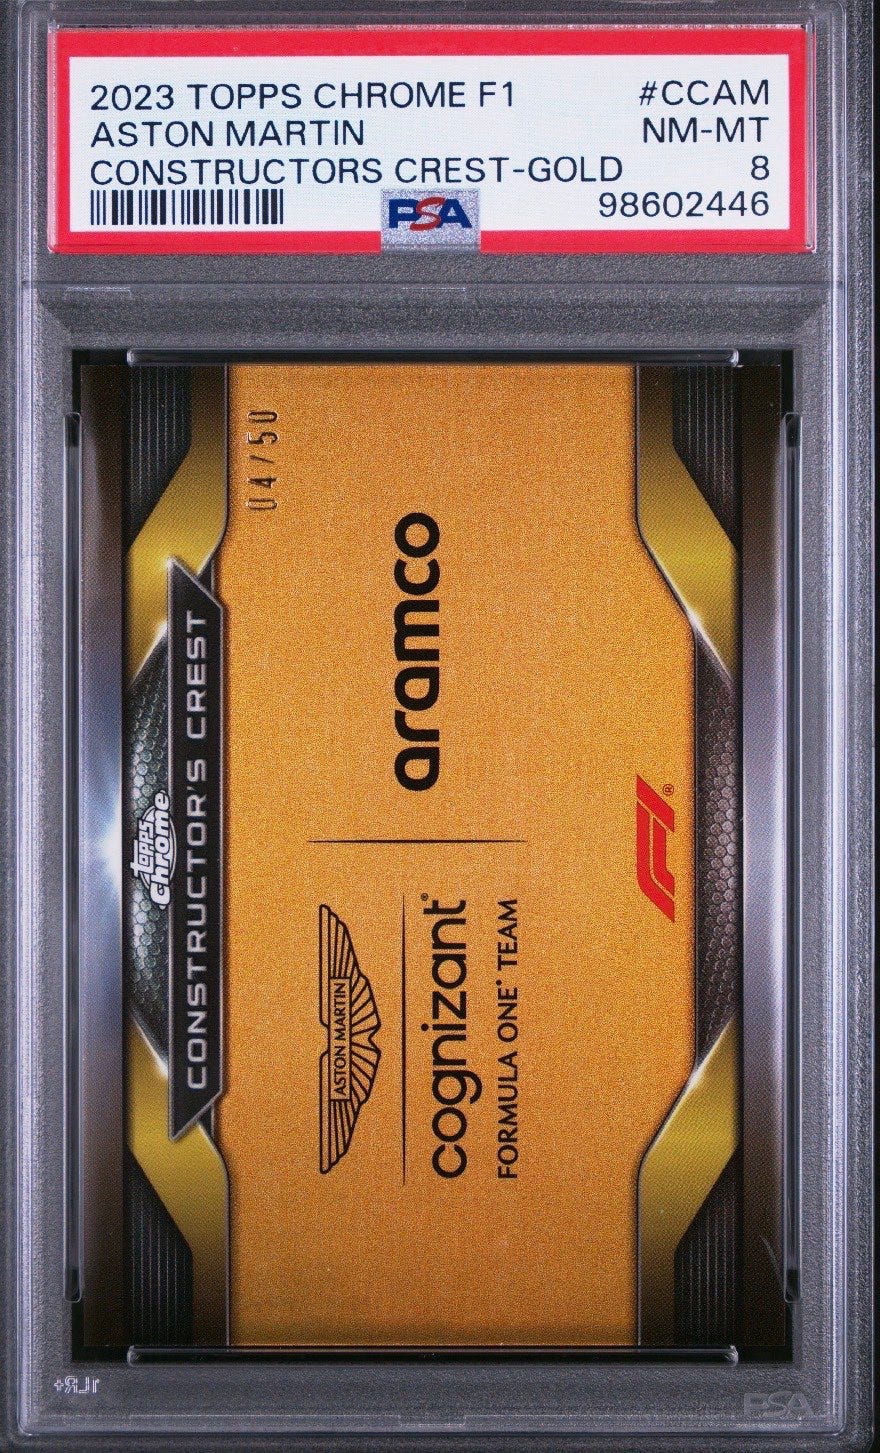 2023 TOPPS CHROME F1 #CCAM
ASTON MARTIN NM-MT
CONSTRUCTORS CREST-GOLD 8
PSA 98602446
04/50
topps chrome
CONSTRUCTOR'S CREST
ASTON MARTIN
cognizant®
FORMULA ONE® TEAM
aramco
F1®
PSA